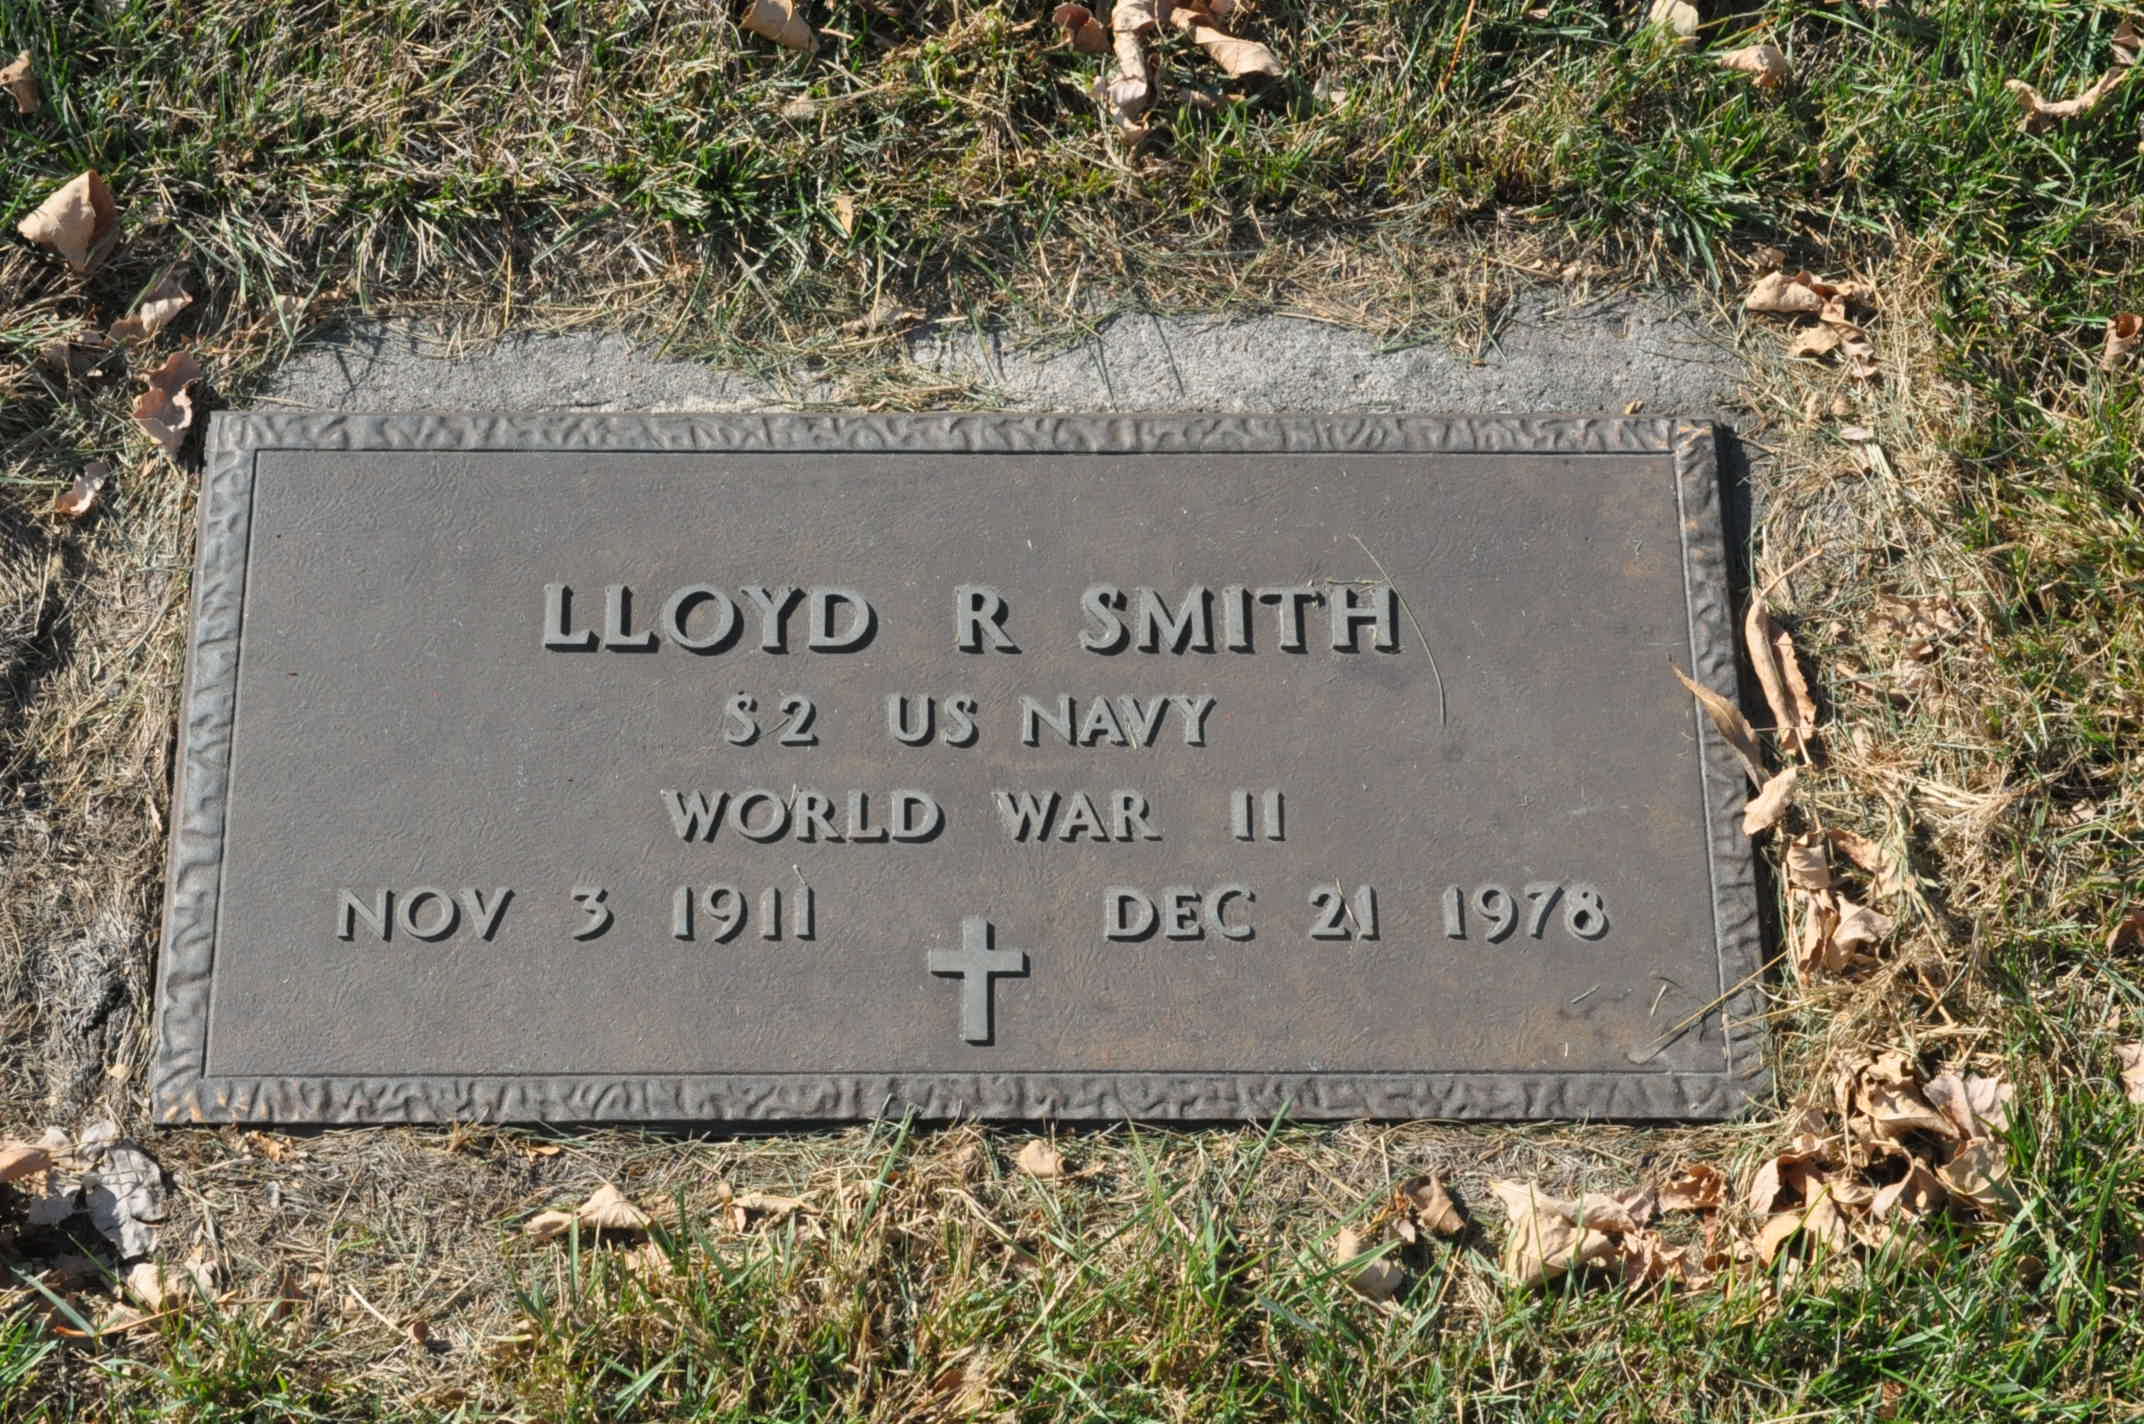 LLOYD R SMITH
S2 US NAVY
WORLD WAR II
NOV 3 1911 DEC 21 1978